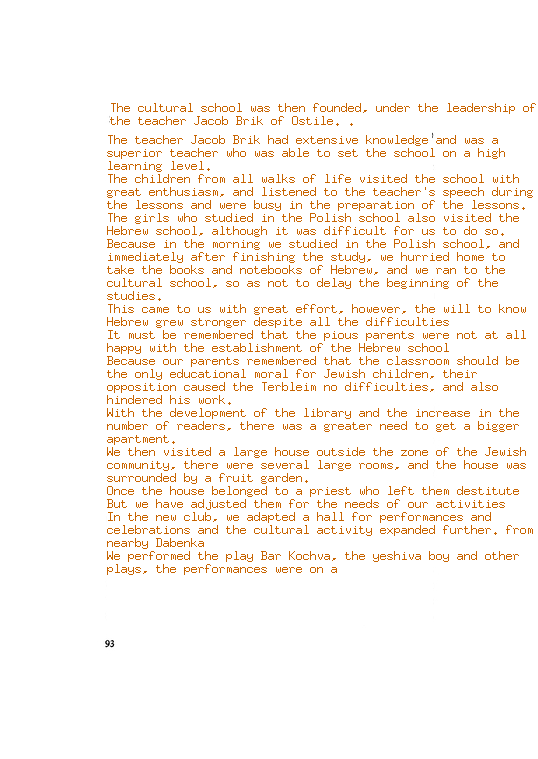 The cultural school was then founded, under the leadership of
the teacher Jacob Brik of Ostile. .
The teacher Jacob Brik had extensive knowledge'and was a
superior teacher who was able to set the school on a high
learning level.
The children from all walks of life visited the school with
great enthusiasm, and listened to the teacher's speech during
the lessons and were busy in the preparation of the lessons.
The girls who studied in the Polish school also visited the
Hebrew school, although it was difficult for us to do so.
Because in the morning we studied in the Polish school, and
immediately after finishing the study, we hurried home to
take the books and notebooks of Hebrew, and we ran to the
cultural school, so as not to delay the beginning of the
studies.
This came to us with great effort, however, the will to know
Hebrew grew stronger despite all the difficulties
It must be remembered that the pious parents were not at all
happy with the establishment of the Hebrew school
Because our parents remembered that the classroom should be
the only educational moral for Jewish children, their
opposition caused the Terbleim no difficulties, and also
hindered his work.
With the development of the library and the increase in the
number of readers, there was a greater need to get a bigger
apartment.
We then visited a large house outside the zone of the Jewish
community, there were several large rooms, and the house was
surrounded by a fruit garden.
Once the house belonged to a priest who left them destitute
But we have adjusted them for the needs of our activities
In the new club, we adapted a hall for performances and
celebrations and the cultural activity expanded further. from
nearby Dabenka
We performed the play Bar Kochva, the yeshiva boy and other
plays, the performances were on a
93